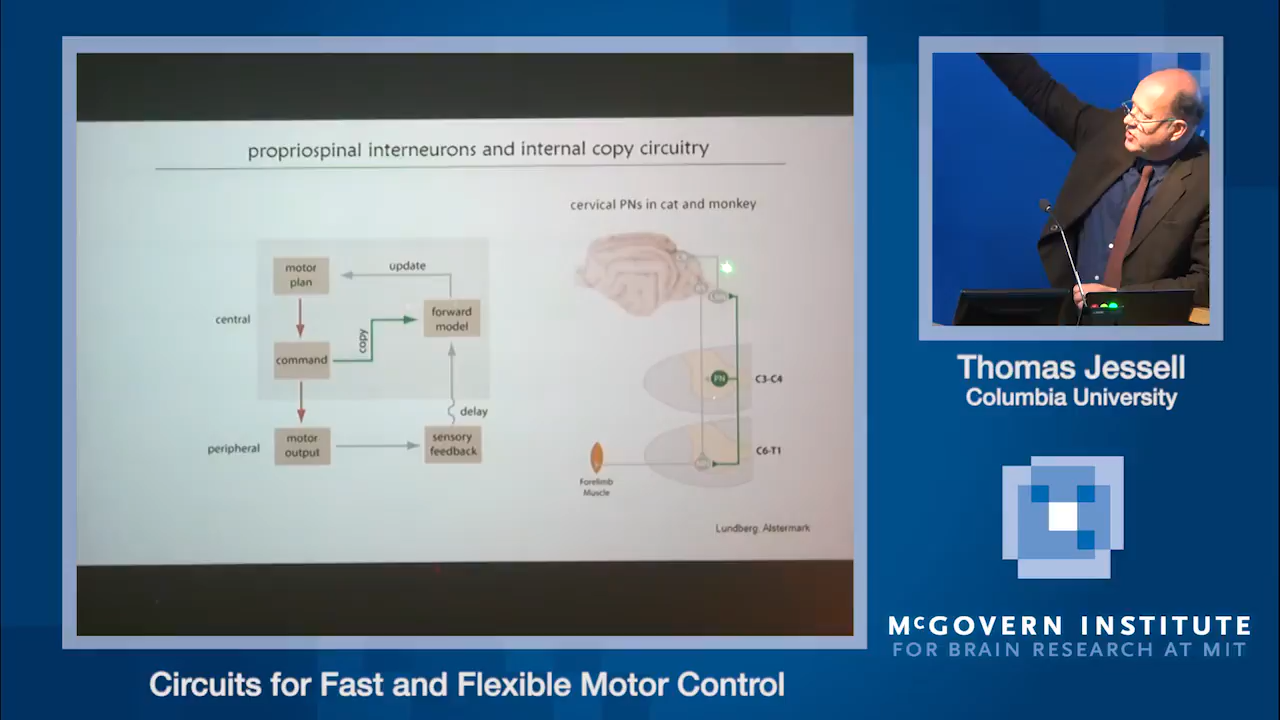 propriospinal interneurons and internal copy circuitry
cervical PNs in cat and monkey
motor
plan
update
central
copy
forward
model
command
delay
peripheral
motor
output
sensory
feedback
PN
C3-C4
C6-T1
Forelimb
Muscle
Lundberg, Alstermark
Thomas Jessell
Columbia University
McGOVERN INSTITUTE
FOR BRAIN RESEARCH AT MIT
Circuits for Fast and Flexible Motor Control